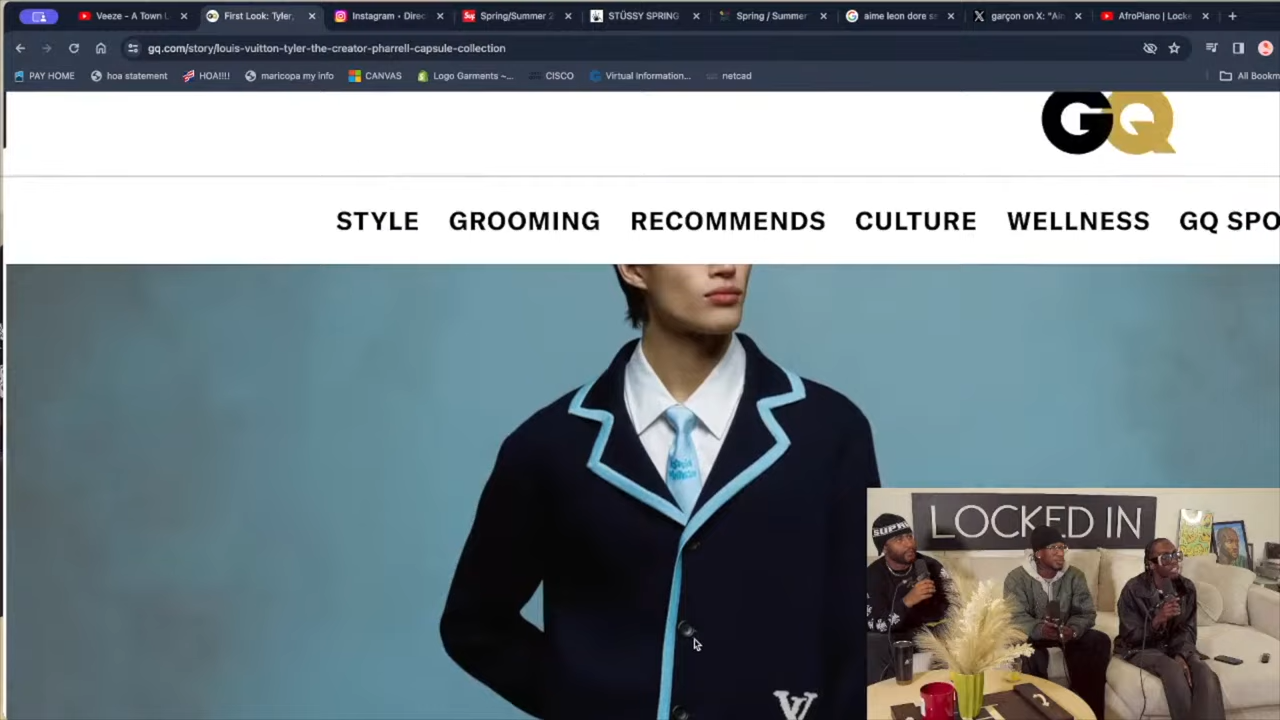 Veeze - A Town L
First Look: Tyler,
Instagram • Direc
Spring/Summer 2
STÜSSY SPRING
Spring / Summer
aime leon dore s
garçon on X: "Ain
AfroPiano | Locke
gq.com/story/louis-vuitton-tyler-the-creator-pharrell-capsule-collection
PAY HOME
hoa statement
HOA!!!!
maricopa my info
CANVAS
Logo Garments –...
CISCO
Virtual Information...
netcad
All Bookm
GQ
STYLE GROOMING RECOMMENDS CULTURE WELLNESS GQ SPO
LV
LOCKED IN
SUPR